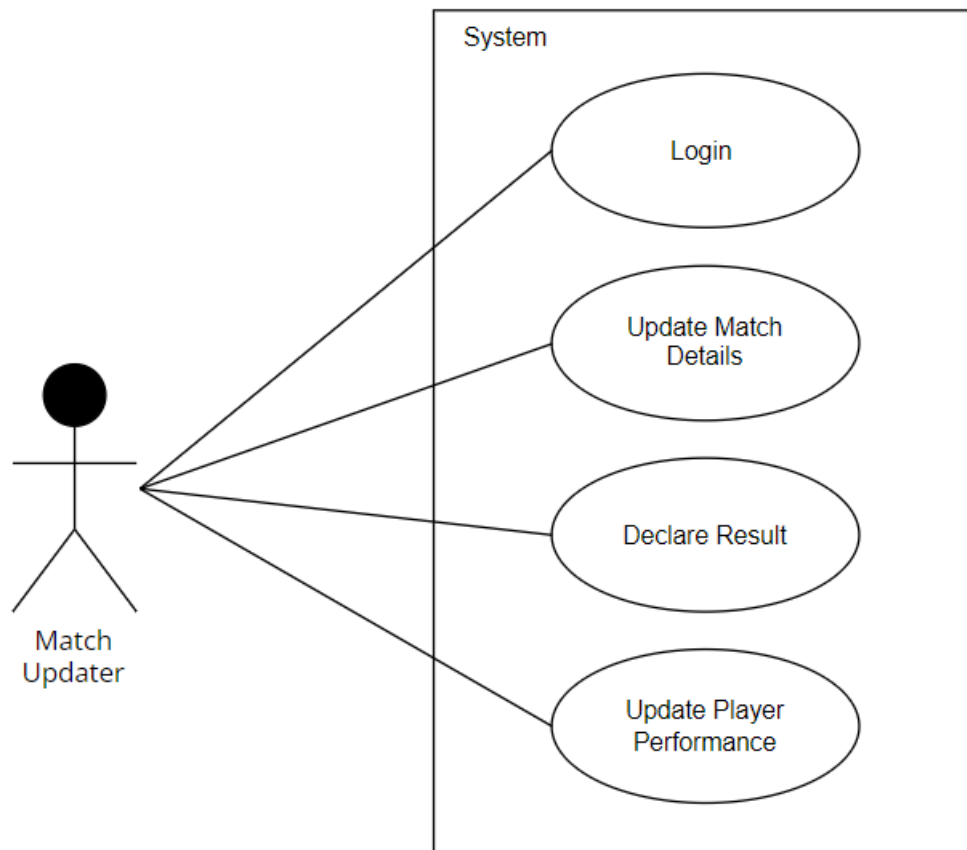 System
Login
Update Match
Details
Declare Result
Match
Updater
Update Player
Performance